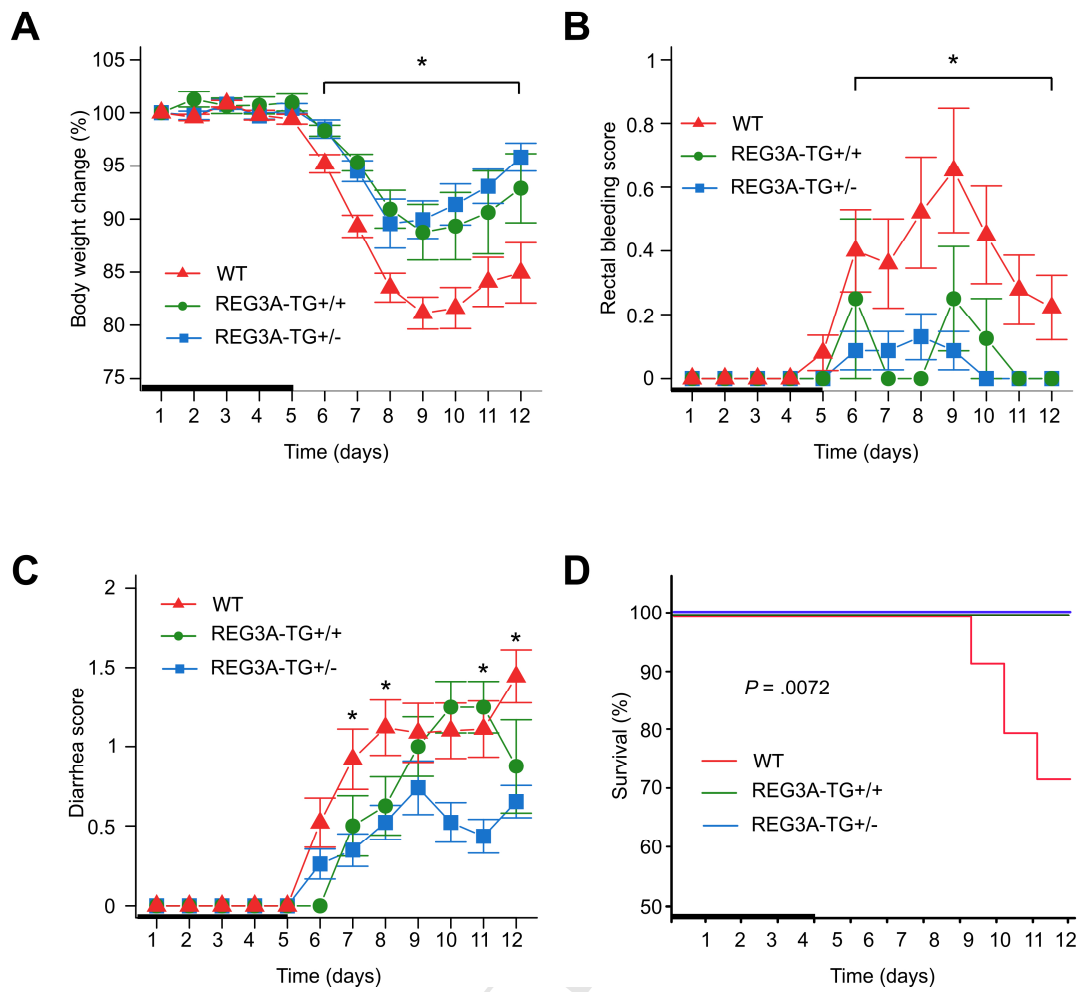 A
Body weight change (%)
105
100
95
90
85
80
75
*
WT
REG3A-TG+/+
REG3A-TG+/-
1 2 3 4 5 6 7 8 9 10 11 12
Time (days)
B
Rectal bleeding score
1
0.8
0.6
0.4
0.2
0
*
WT
REG3A-TG+/+
REG3A-TG+/-
1 2 3 4 5 6 7 8 9 10 11 12
Time (days)
C
Diarrhea score
2
1.5
1
0.5
0
WT
REG3A-TG+/+
REG3A-TG+/-
* * * *
1 2 3 4 5 6 7 8 9 10 11 12
Time (days)
D
Survival (%)
100
90
80
70
60
50
P = .0072
WT
REG3A-TG+/+
REG3A-TG+/-
1 2 3 4 5 6 7 8 9 10 11 12
Time (days)